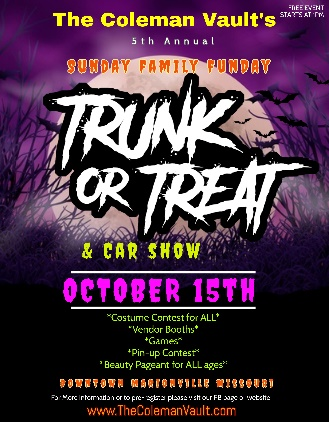 The Coleman Vault's
FREE EVENT
STARTS AT 1PM
5th Annual
SUNDAY FAMILY FUNDAY
TRUNK
OR TREAT
& CAR SHOW
OCTOBER 15TH
*Costume Contest for ALL*
*Vendor Booths*
*Games*
*Pin-up Contest*
*Beauty Pageant for ALL ages*
DOWNTOWN MARIONVILLE MISSOURI
For More Information or to pre-register please visit our FB page or website
www.TheColemanVault.com